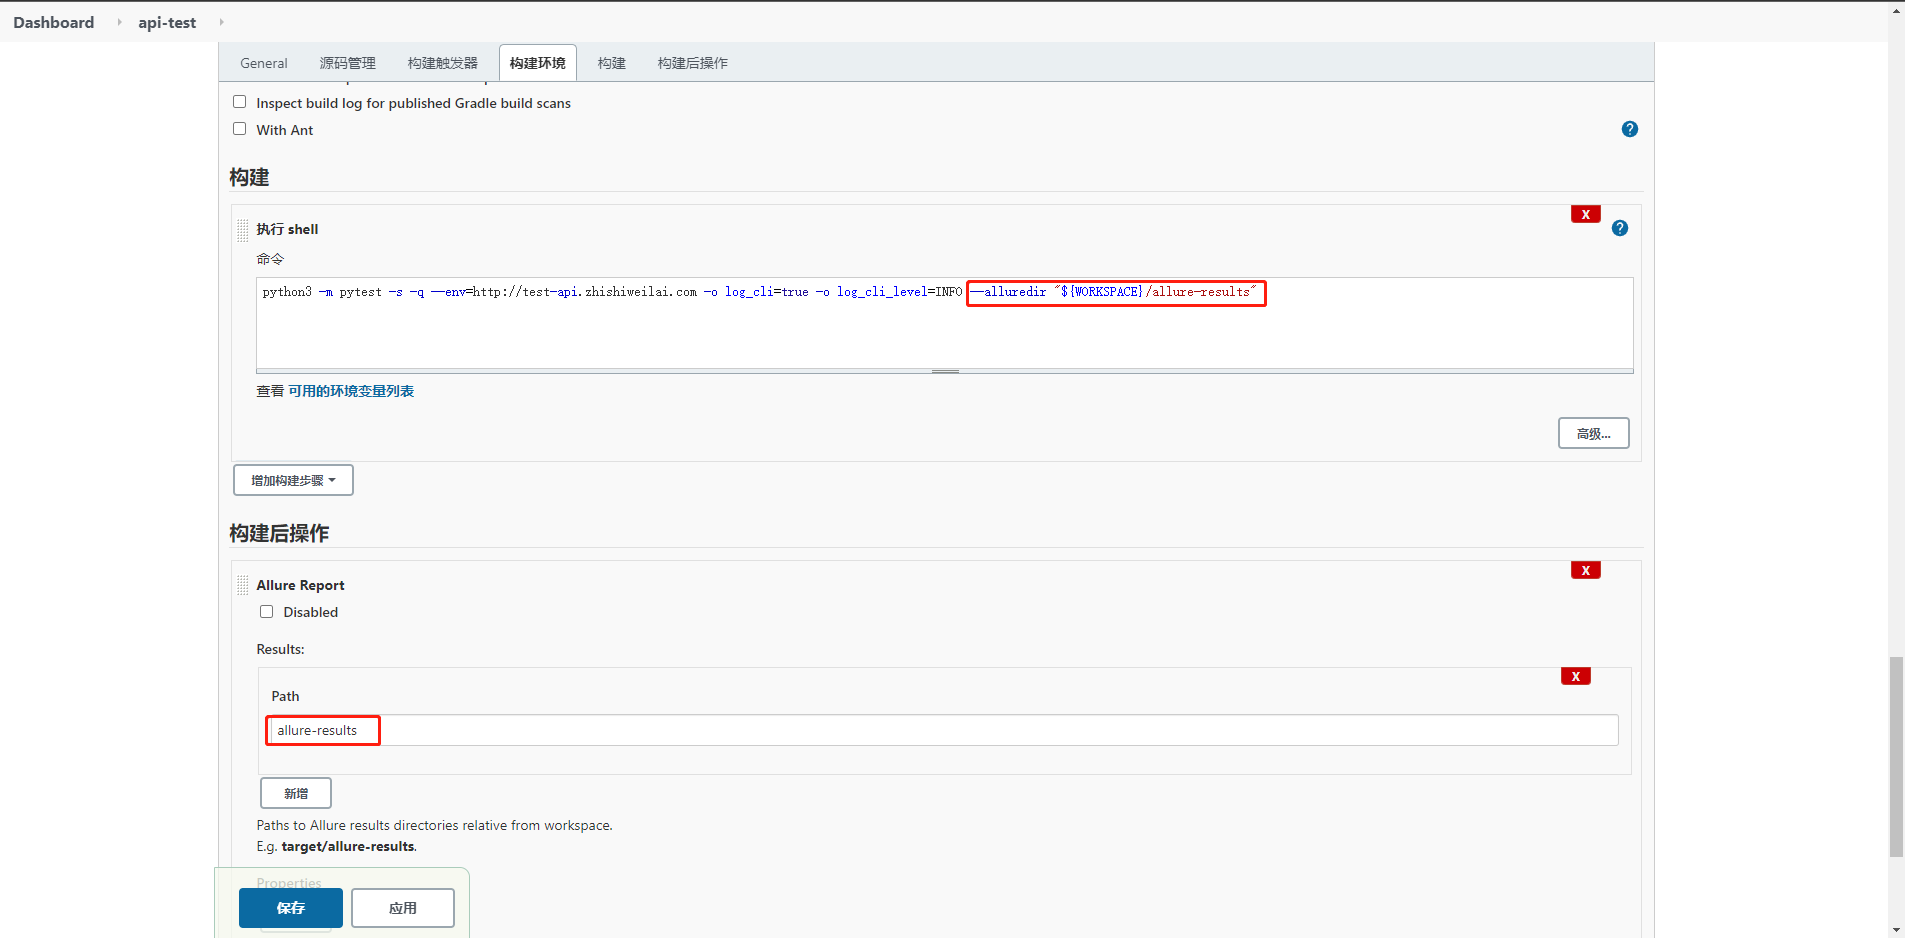 Dashboard api-test
General 源码管理 构建触发器 构建环境 构建 构建后操作
Inspect build log for published Gradle build scans
With Ant
?
构建
X
执行 shell
?
命令
python3 -m pytest -s -q --env=http://test-api.zhishiweilai.com -o log_cli=true -o log_cli_level=INFO --alluredir "${WORKSPACE}/allure-results"
查看 可用的环境变量列表
高级...
增加构建步骤
构建后操作
X
Allure Report
Disabled
Results:
X
Path
allure-results
新增
Paths to Allure results directories relative from workspace.
E.g. target/allure-results.
Properties
保存 应用